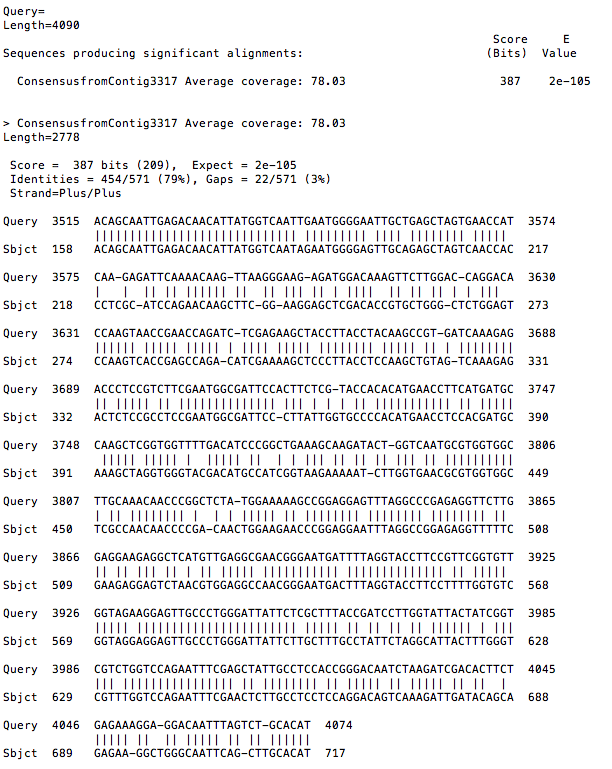 Query=
Length=4090
Score E
Sequences producing significant alignments: (Bits) Value
ConsensusfromContig3317 Average coverage: 78.03 387 2e-105
> ConsensusfromContig3317 Average coverage: 78.03
Length=2778
Score = 387 bits (209), Expect = 2e-105
Identities = 454/571 (79%), Gaps = 22/571 (3%)
Strand=Plus/Plus
Query 3515 ACAGCAATTGAGACAACATTATGGTCAATTGAATGGGGAATTGCTGAGCTAGTGAACCAT 3574
Sbjct 158 ACAGCAATTGAGACAACATTATGGTCAATAGAATGGGGAGTTGCAGAGCTAGTCAACCAC 217
Query 3575 CAA-GAGATTCAAAACAAG-TTAAGGGAAG-AGATGGACAAAGTTCTTGGAC-CAGGACA 3630
Sbjct 218 CCTCGC-ATCCAGAACAAGCTTC-GG-AAGGAGCTCGACACCGTGCTGGG-CTCTGGAGT 273
Query 3631 CCAAGTAACCGAACCAGATC-TCGAGAAGCTACCTTACCTACAAGCCGT-GATCAAAGAG 3688
Sbjct 274 CCAAGTCACCGAGCCAGA-CATCGAAAAGCTCCCTTACCTCCAAGCTGTAG-TCAAAGAG 331
Query 3689 ACCCTCCGTCTTCGAATGGCGATTCCACTTCTCG-TACCACACATGAACCTTCATGATGC 3747
Sbjct 332 ACTCTCCGCCTCCGAATGGCGATTCC-CTTATTGGTGCCCCACATGAACCTCCACGATGC 390
Query 3748 CAAGCTCGGTGGTTTTGACATCCCGGCTGAAAGCAAGATACT-GGTCAATGCGTGGTGGC 3806
Sbjct 391 AAAGCTAGGTGGGTACGACATGCCATCGGTAAGAAAAAT-CTTGGTGAACGCGTGGTGGC 449
Query 3807 TTGCAAACAACCCGGCTCTA-TGGAAAAAGCCGGAGGAGTTTAGGCCCGAGAGGTTCTTG 3865
Sbjct 450 TCGCCAACAACCCCGA-CAACTGGAAGAACCCGGAGGAATTTAGGCCGGAGAGGTTTTTC 508
Query 3866 GAGGAAGAGGCTCATGTTGAGGCGAACGGGAATGATTTTAGGTACCTTCCGTTCGGTGTT 3925
Sbjct 509 GAAGAGGAGTCTAACGTGGAGGCCAACGGGAATGACTTTAGGTACCTTCCTTTTGGTGTC 568
Query 3926 GGTAGAAGGAGTTGCCCTGGGATTATTCTCGCTTTACCGATCCTTGGTATTACTATCGGT 3985
Sbjct 569 GGTAGGAGGAGTTGCCCTGGGATTATTCTTGCTTTGCCTATTCTAGGCATTACTTTGGGT 628
Query 3986 CGTCTGGTCCAGAATTTCGAGCTATTGCCTCCACCGGGACAATCTAAGATCGACACTTCT 4045
Sbjct 629 CGTTTGGTCCAGAATTTCGAACTCTTGCCTCCTCCAGGACAGTCAAAGATTGATACAGCA 688
Query 4046 GAGAAAGGA-GGACAATTTAGTCT-GCACAT 4074
Sbjct 689 GAGAA-GGCTGGGCAATTCAG-CTTGCACAT 717